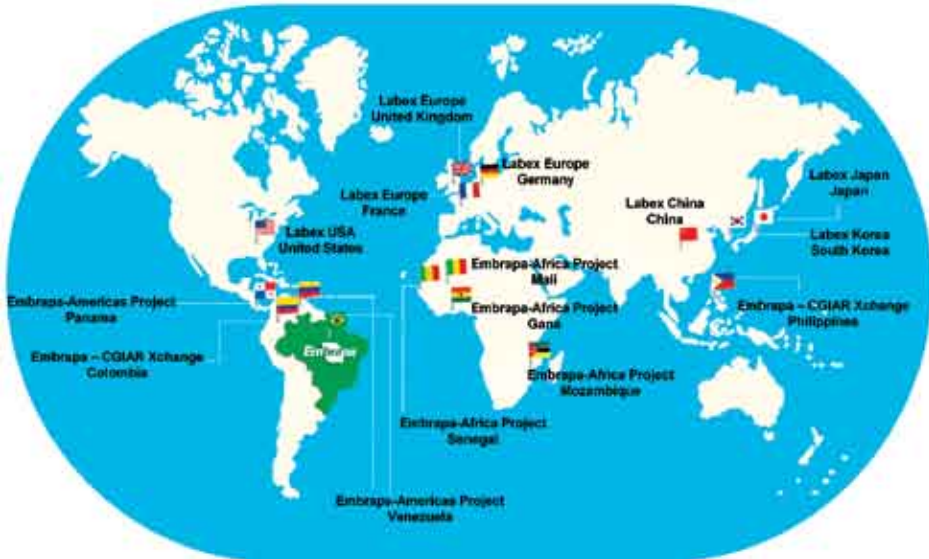 Labex Europe
United Kingdom
Labex Europe
Germany
Labex Japan
Japan
Labex Europe
France
Labex China
China
Labex USA
United States
Labex Korea
South Korea
Embrapa-Africa Project
Mali
Embrapa-Americas Project
Panama
Embrapa-Africa Project
Gana
Embrapa – CGIAR Xchange
Philippines
Embrapa
Embrapa – CGIAR Xchange
Colombia
Embrapa-Africa Project
Mozambique
Embrapa-Africa Project
Senegal
Embrapa-Americas Project
Venezuela